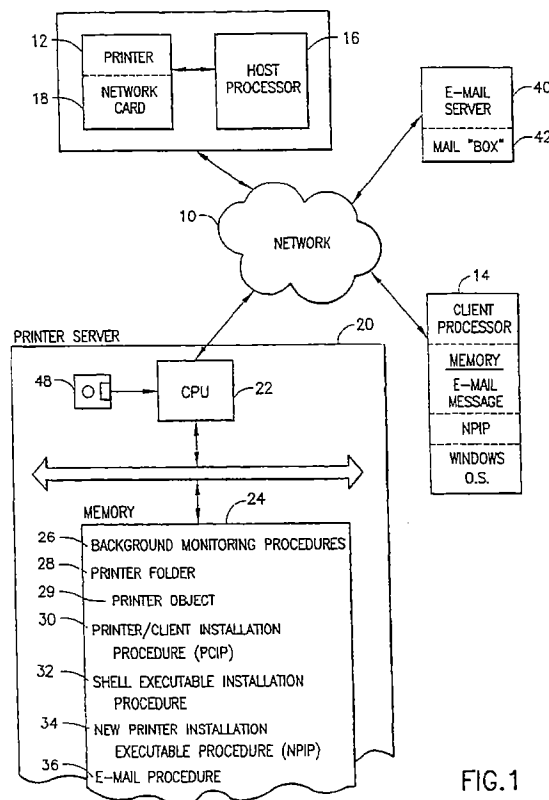 12
PRINTER
18
NETWORK
CARD
16
HOST
PROCESSOR
40
E-MAIL
SERVER
42
MAIL "BOX"
10
NETWORK
14
CLIENT
PROCESSOR
MEMORY
E-MAIL
MESSAGE
NPIP
WINDOWS
O.S.
PRINTER SERVER
20
48
CPU
22
MEMORY
24
26
BACKGROUND MONITORING PROCEDURES
28
PRINTER FOLDER
29
PRINTER OBJECT
30
PRINTER/CLIENT INSTALLATION
PROCEDURE (PCIP)
32
SHELL EXECUTABLE INSTALLATION
PROCEDURE
34
NEW PRINTER INSTALLATION
EXECUTABLE PROCEDURE (NPIP)
36
E-MAIL PROCEDURE
FIG.1